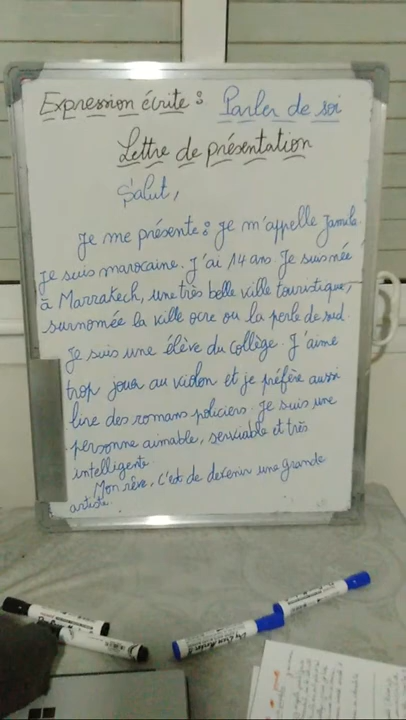 Expression écrite : Parler de soi
Lettre de présentation
Salut,
Je me présente : je m'appelle Jamila.
Je suis marocaine. J'ai 14 ans. Je suis née
à Marrakech, une très belle ville touristique,
surnomée la ville ocre ou la perle de sud.
Je suis une élève du collège. J'aime
trop jouer au violon et je préfère aussi
lire des romans policiers. Je suis une
personne aimable, serviable et très
intelligente
Mon rêve, c'est de devenir une grande
artiste.